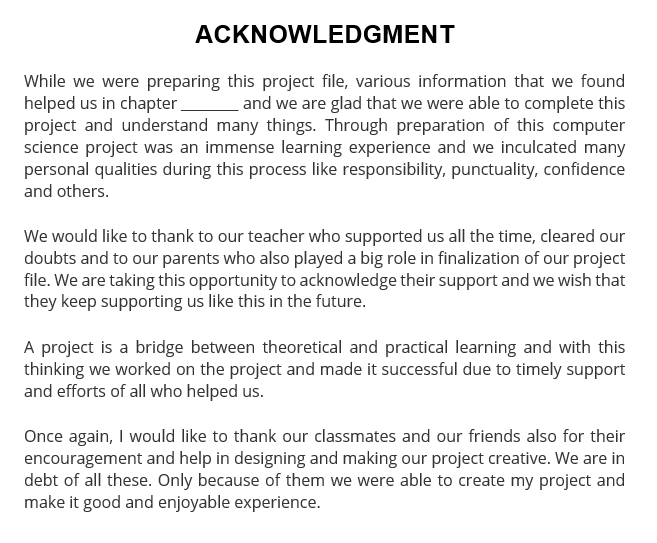 ACKNOWLEDGMENT
While we were preparing this project file, various information that we found
helped us in chapter _______ and we are glad that we were able to complete this
project and understand many things. Through preparation of this computer
science project was an immense learning experience and we inculcated many
personal qualities during this process like responsibility, punctuality, confidence
and others.
We would like to thank to our teacher who supported us all the time, cleared our
doubts and to our parents who also played a big role in finalization of our project
file. We are taking this opportunity to acknowledge their support and we wish that
they keep supporting us like this in the future.
A project is a bridge between theoretical and practical learning and with this
thinking we worked on the project and made it successful due to timely support
and efforts of all who helped us.
Once again, I would like to thank our classmates and our friends also for their
encouragement and help in designing and making our project creative. We are in
debt of all these. Only because of them we were able to create my project and
make it good and enjoyable experience.